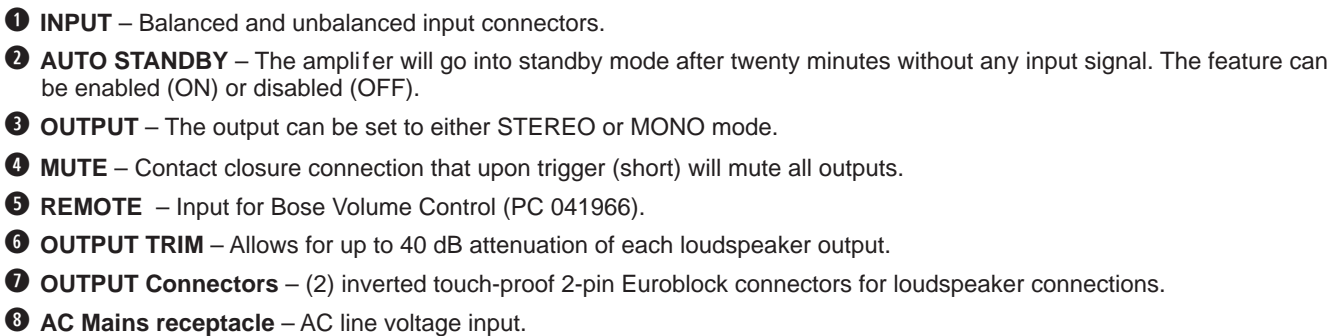 ❶ INPUT – Balanced and unbalanced input connectors.
❷ AUTO STANDBY – The amplifer will go into standby mode after twenty minutes without any input signal. The feature can
be enabled (ON) or disabled (OFF).
❸ OUTPUT – The output can be set to either STEREO or MONO mode.
❹ MUTE – Contact closure connection that upon trigger (short) will mute all outputs.
❺ REMOTE – Input for Bose Volume Control (PC 041966).
❻ OUTPUT TRIM – Allows for up to 40 dB attenuation of each loudspeaker output.
❼ OUTPUT Connectors – (2) inverted touch-proof 2-pin Euroblock connectors for loudspeaker connections.
❽ AC Mains receptacle – AC line voltage input.